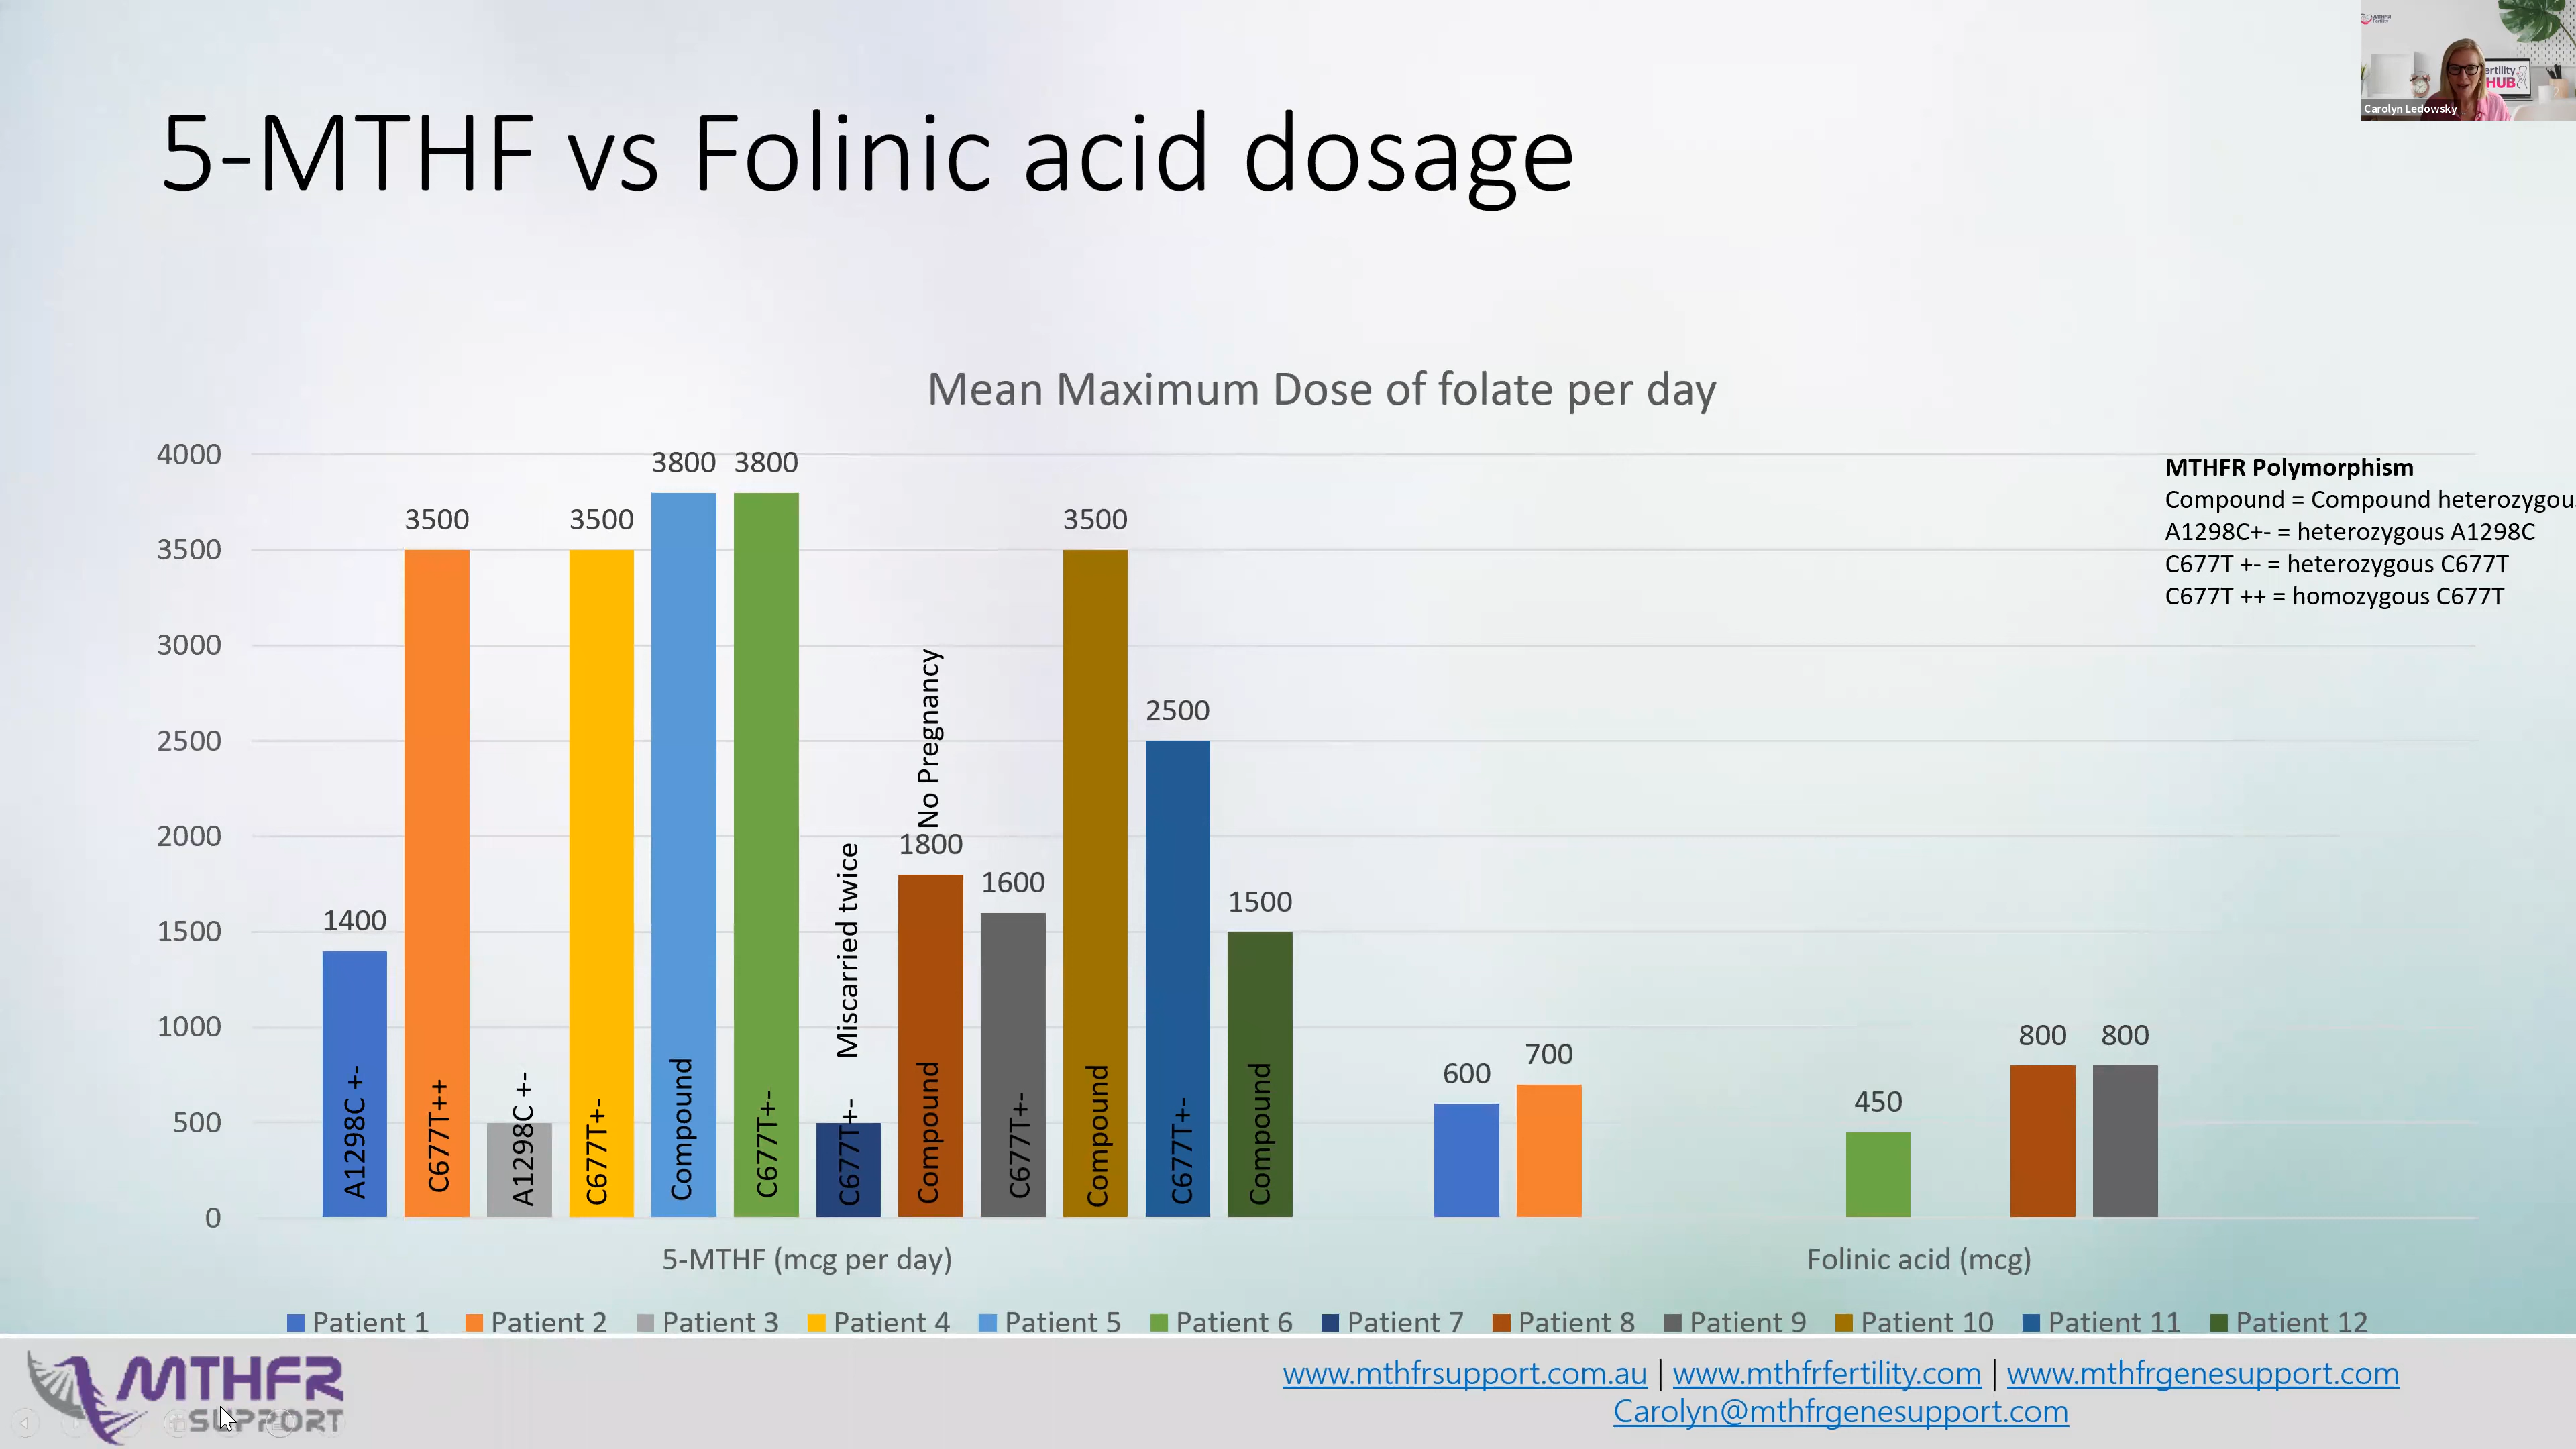 MTHFR
Fertility
ertility
HUB
Carolyn Ledowsky
5-MTHF vs Folinic acid dosage
Mean Maximum Dose of folate per day
4000
3500
3000
2500
2000
1500
1000
500
0
1400
3500
3500
3800
3800
1800
1600
3500
2500
1500
600
700
450
800
800
A1298C +-
C677T++
A1298C +-
C677T+-
Compound
C677T+-
C677T+-
Miscarried twice
Compound
No Pregnancy
C677T+-
Compound
C677T+-
Compound
MTHFR Polymorphism
Compound = Compound heterozygou
A1298C+- = heterozygous A1298C
C677T +- = heterozygous C677T
C677T ++ = homozygous C677T
5-MTHF (mcg per day)
Folinic acid (mcg)
Patient 1 Patient 2 Patient 3 Patient 4 Patient 5 Patient 6 Patient 7 Patient 8 Patient 9 Patient 10 Patient 11 Patient 12
MTHFR
SUPPORT
www.mthfrsupport.com.au | www.mthfrfertility.com | www.mthfrgenesupport.com
Carolyn@mthfrgenesupport.com